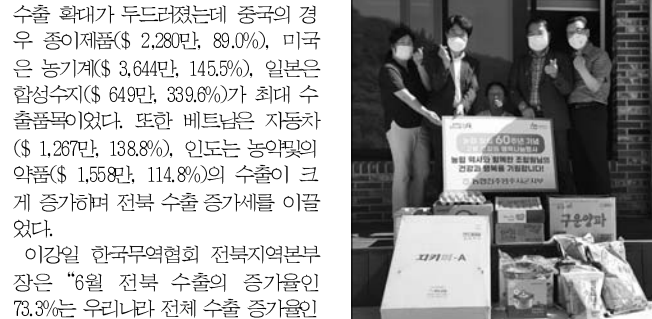 수출 확대가 두드러졌는데 중국의 경
우 종이제품($ 2,280만, 89.0%), 미국
은 농기계($ 3,644만, 145.5%), 일본은
합성수지($ 649만, 339.6%)가 최대 수
출품목이었다. 또한 베트남은 자동차
($ 1,267만, 138.8%), 인도는 농약및의
약품($ 1,558만, 114.8%)의 수출이 크
게 증가하며 전북 수출 증가세를 이끌
었다.
이강일 한국무역협회 전북지역본부
장은 “6월 전북 수출의 증가율인
73.3%는 우리나라 전체 수출 증가율인
60주년 기념
농협 역사와 함께한 조합원님의
건강과 행복을 기원합니다!
구운양파
지키미-A